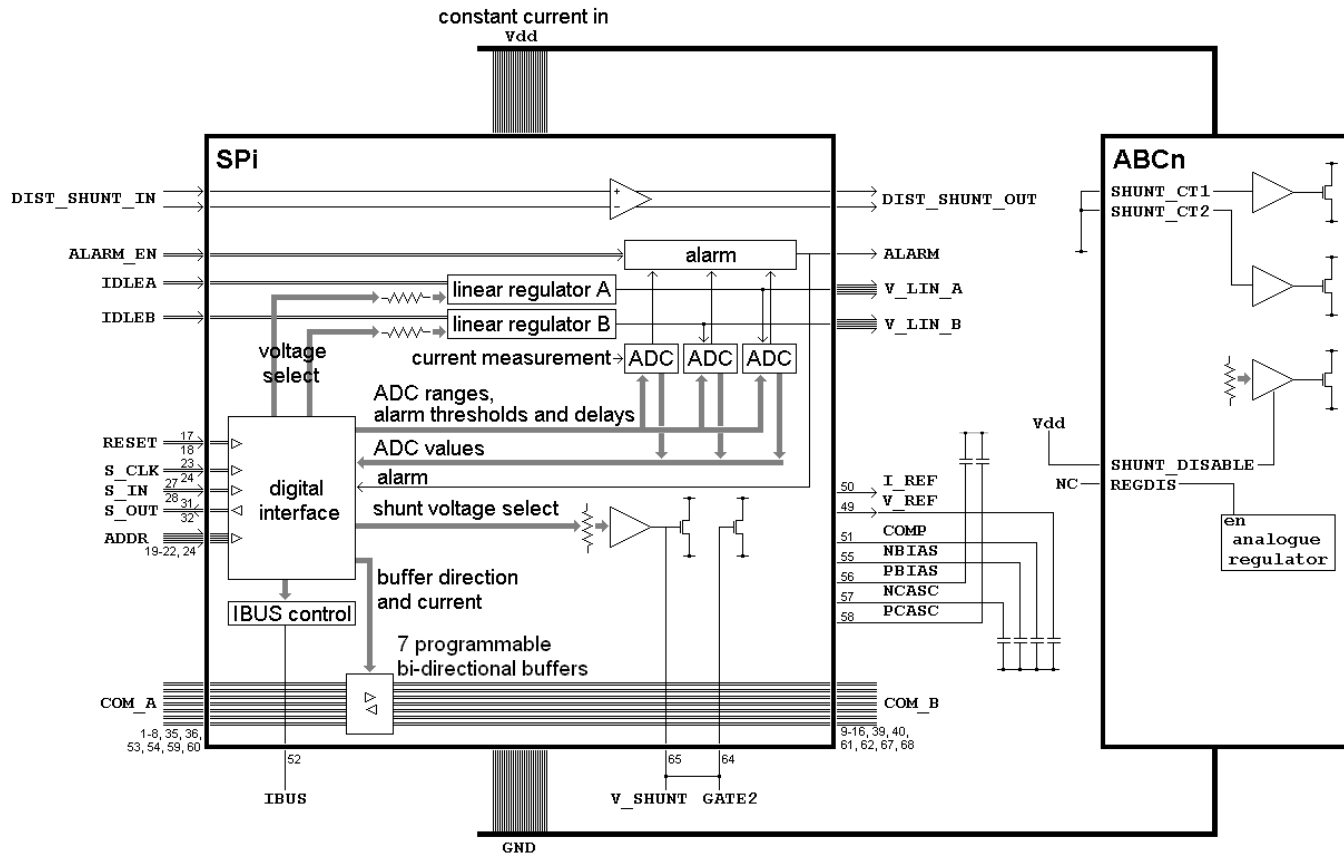 constant current in
Vdd
SPi
ABCn
DIST_SHUNT_IN
DIST_SHUNT_OUT
SHUNT_CT1
SHUNT_CT2
ALARM_EN
alarm
ALARM
IDLEA
linear regulator A
V_LIN_A
IDLEB
linear regulator B
V_LIN_B
voltage
select
current measurement
ADC
ADC
ADC
ADC ranges,
alarm thresholds and delays
Vdd
RESET
17
18
ADC values
SHUNT_DISABLE
S_CLK
23
24
alarm
NC
REGDIS
S_IN
27
28
digital
interface
50
I_REF
S_OUT
31
32
shunt voltage select
49
V_REF
en
analogue
regulator
ADDR
19-22, 24
51
COMP
55
NBIAS
56
PBIAS
buffer direction
and current
57
NCASC
58
PCASC
IBUS control
7 programmable
bi-directional buffers
COM_A
COM_B
1-8, 35, 36,
53, 54, 59, 60
9-16, 39, 40,
61, 62, 67, 68
52
65
64
IBUS
V_SHUNT
GATE2
GND